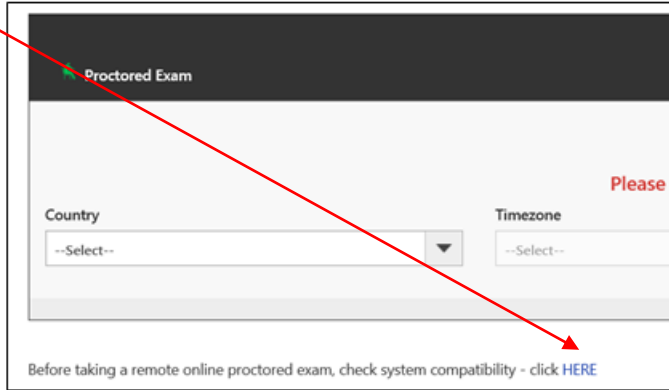 Proctored Exam
Please
Country
Timezone
--Select--
--Select--
Before taking a remote online proctored exam, check system compatibility - click HERE